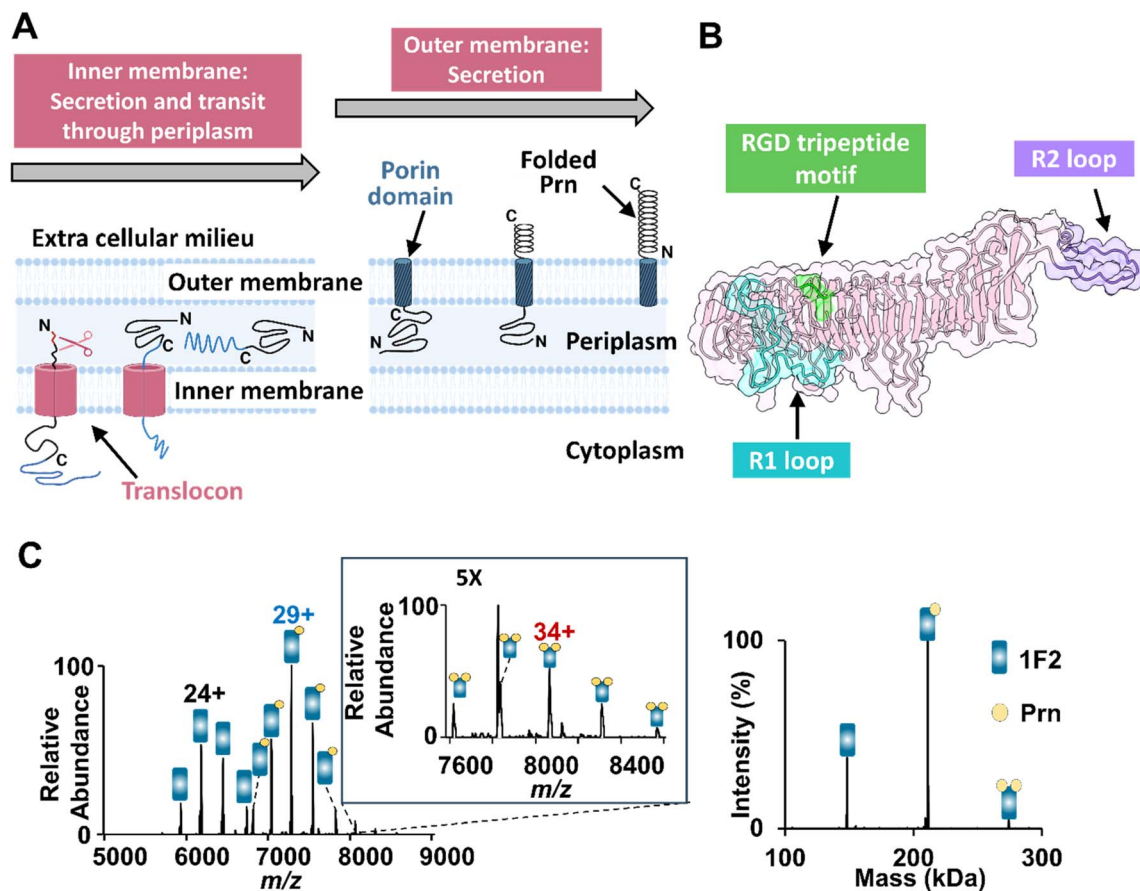 A
Inner membrane:
Secretion and transit
through periplasm
Outer membrane:
Secretion
Porin
domain
Folded
Prn
C
C
N
Extra cellular milieu
Outer membrane
N
N
C
C
N
C
N
N
Periplasm
Inner membrane
C
Cytoplasm
Translocon
B
RGD tripeptide
motif
R2 loop
R1 loop
C
Relative
Abundance
100
0
24+
29+
5000 6000 7000 8000 9000
m/z
5X
Relative
Abundance
100
0
34+
7600 8000 8400
m/z
Intensity (%)
100
0
100 200 300
Mass (kDa)
1F2
Prn